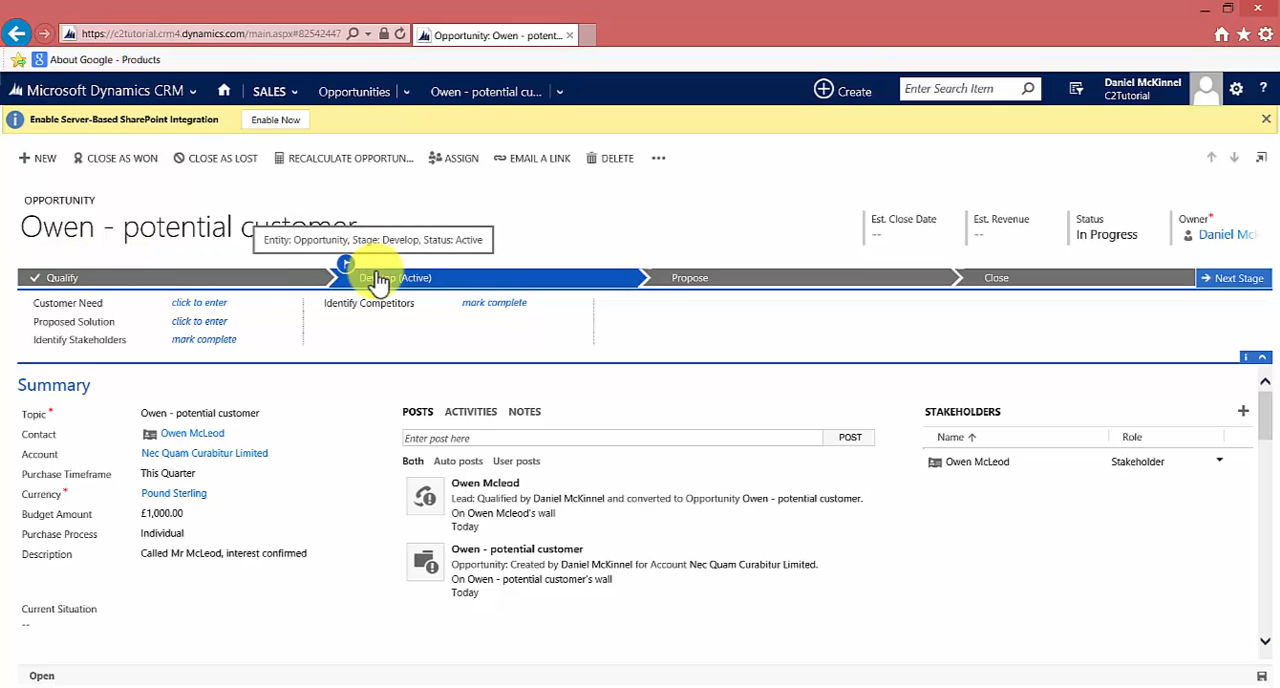 https://c2tutorial.crm4.dynamics.com/main.aspx#82542447
Opportunity: Owen - potent...
About Google - Products
Microsoft Dynamics CRM
SALES
Opportunities
Owen - potential cu...
Create
Enter Search Item
Daniel McKinnel
C2Tutorial
?
Enable Server-Based SharePoint Integration
Enable Now
NEW
CLOSE AS WON
CLOSE AS LOST
RECALCULATE OPPORTUN...
ASSIGN
EMAIL A LINK
DELETE
OPPORTUNITY
Owen - potential customer
Entity: Opportunity, Stage: Develop, Status: Active
Est. Close Date
--
Est. Revenue
--
Status
In Progress
Owner*
Daniel McK
Qualify
(Active)
Propose
Close
Next Stage
Customer Need click to enter
Proposed Solution click to enter
Identify Stakeholders mark complete
Identify Competitors mark complete
Summary
Topic* Owen - potential customer
Contact Owen McLeod
Account Nec Quam Curabitur Limited
Purchase Timeframe This Quarter
Currency* Pound Sterling
Budget Amount £1,000.00
Purchase Process Individual
Description Called Mr McLeod, interest confirmed
Current Situation
--
POSTS ACTIVITIES NOTES
Enter post here
POST
Both Auto posts User posts
Owen Mcleod
Lead: Qualified by Daniel McKinnel and converted to Opportunity Owen - potential customer.
On Owen Mcleod's wall
Today
Owen - potential customer
Opportunity: Created by Daniel McKinnel for Account Nec Quam Curabitur Limited.
On Owen - potential customer's wall
Today
STAKEHOLDERS
Name Role
Owen McLeod Stakeholder
Open